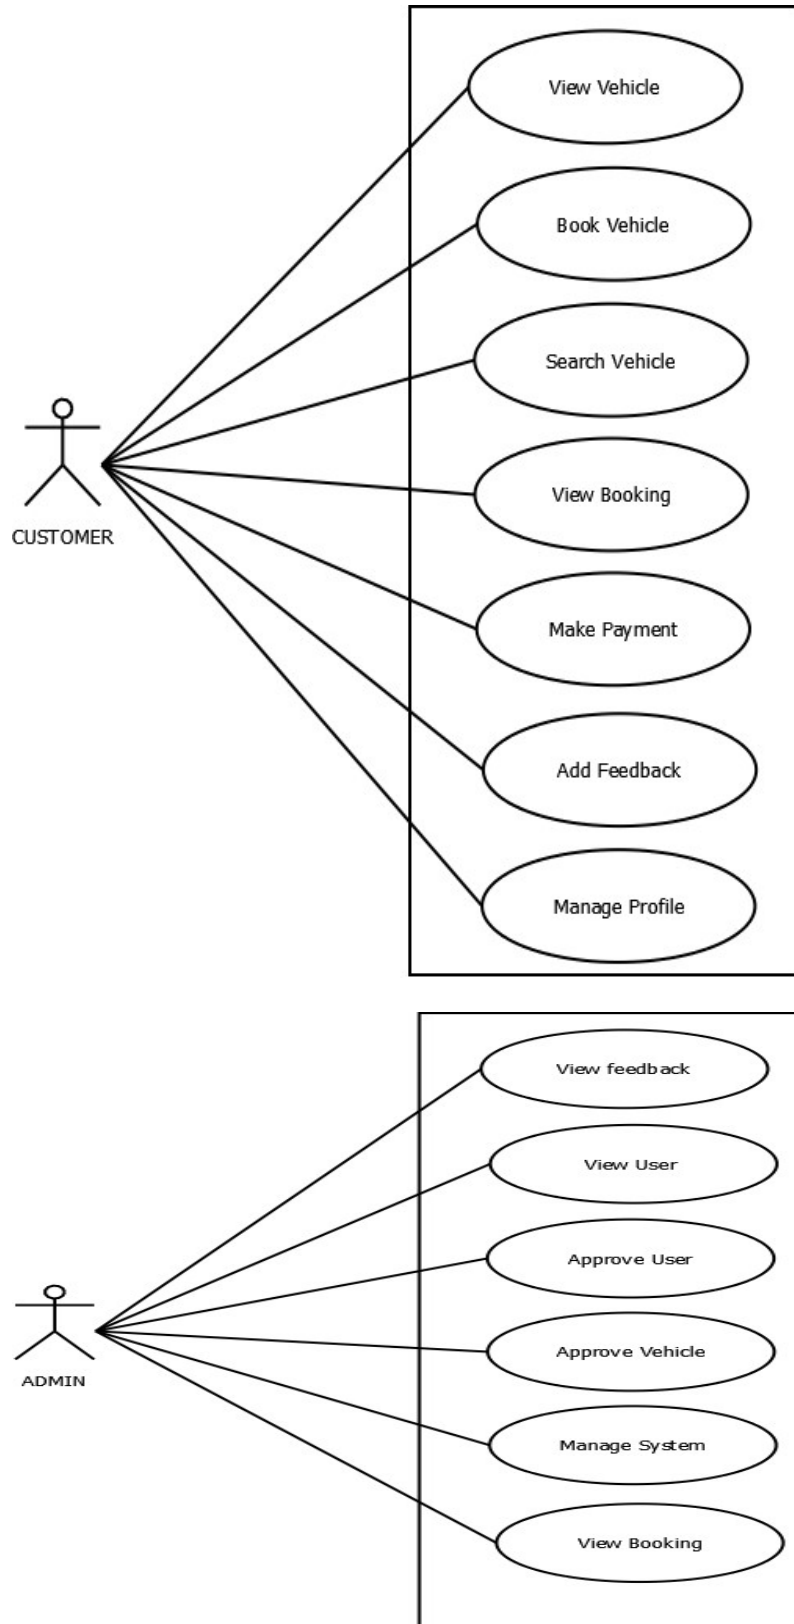 View Vehicle
Book Vehicle
Search Vehicle
View Booking
CUSTOMER
Make Payment
Add Feedback
Manage Profile
View feedback
View User
Approve User
Approve Vehicle
ADMIN
Manage System
View Booking